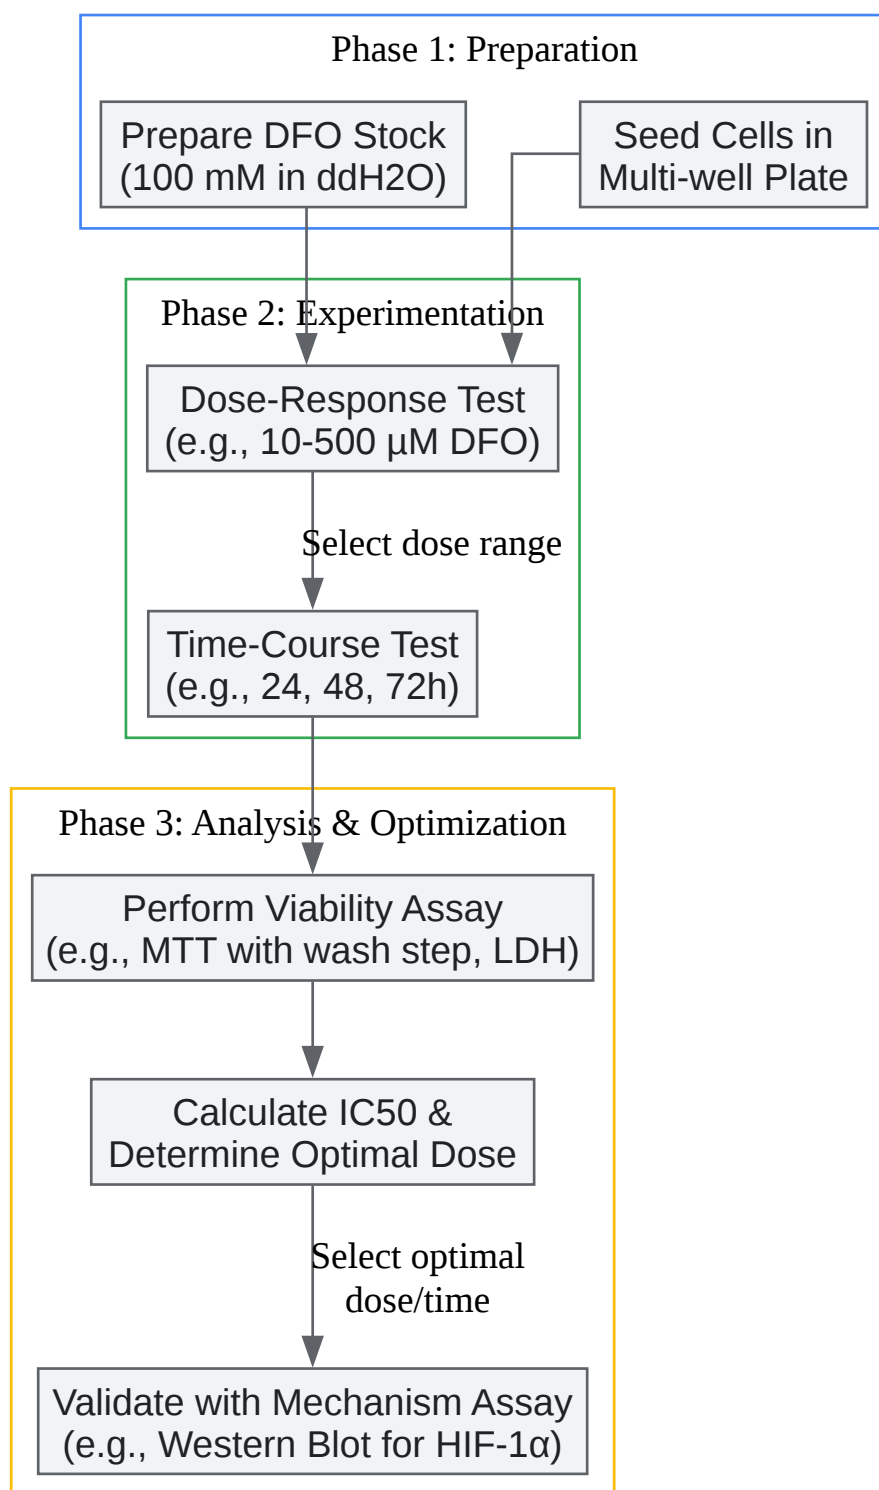 Phase 1: Preparation
Prepare DFO Stock
(100 mM in ddH2O)
Seed Cells in
Multi-well Plate
Phase 2: Experimentation
Dose-Response Test
(e.g., 10-500 µM DFO)
Select dose range
Time-Course Test
(e.g., 24, 48, 72h)
Phase 3: Analysis & Optimization
Perform Viability Assay
(e.g., MTT with wash step, LDH)
Calculate IC50 &
Determine Optimal Dose
Select optimal
dose/time
Validate with Mechanism Assay
(e.g., Western Blot for HIF-1α)